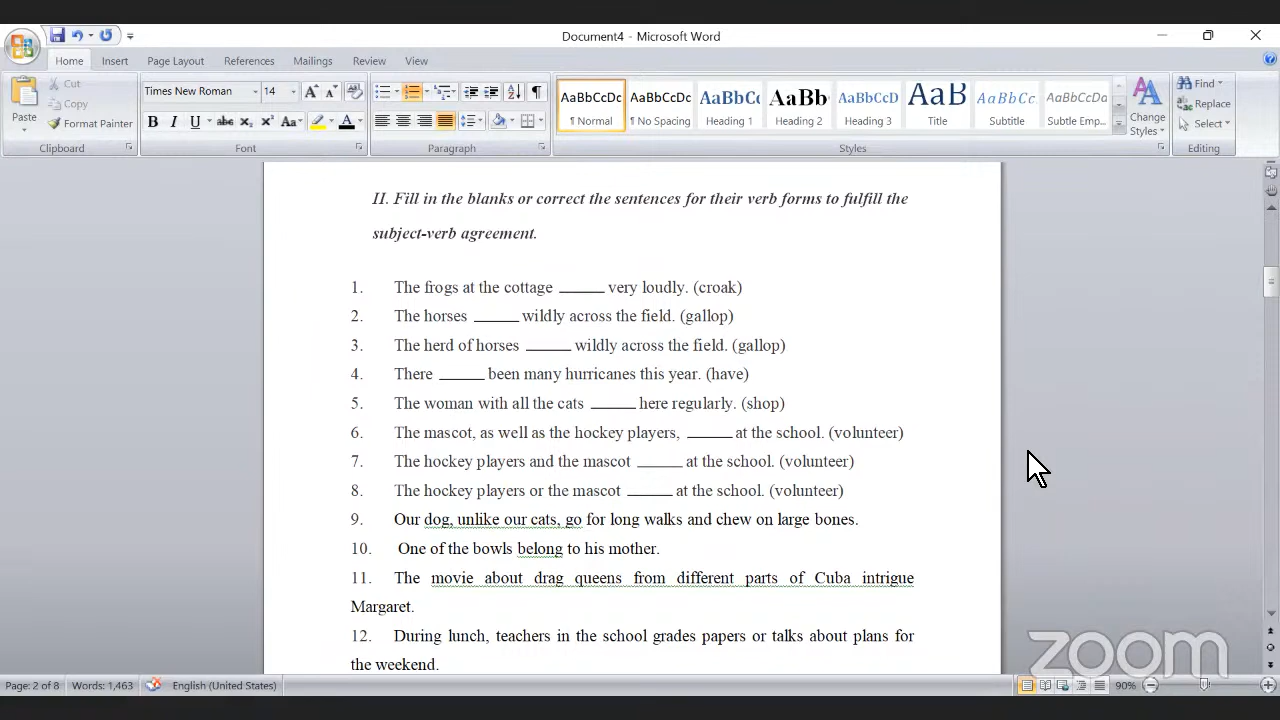 Document4 - Microsoft Word
Home Insert Page Layout References Mailings Review View
Paste
Cut
Copy
Format Painter
Clipboard
Times New Roman 14
Font
Paragraph
AaBbCcDc AaBbCcDc AaBbCc AaBbC AaBbCcD AaB AaBbCc. AaBbCcDa
¶ Normal ¶ No Spacing Heading 1 Heading 2 Heading 3 Title Subtitle Subtle Emp...
Change
Styles
Styles
Find
Replace
Select
Editing
II. Fill in the blanks or correct the sentences for their verb forms to fulfill the
subject-verb agreement.
1. The frogs at the cottage ______ very loudly. (croak)
2. The horses ______ wildly across the field. (gallop)
3. The herd of horses ______ wildly across the field. (gallop)
4. There ______ been many hurricanes this year. (have)
5. The woman with all the cats ______ here regularly. (shop)
6. The mascot, as well as the hockey players, ______ at the school. (volunteer)
7. The hockey players and the mascot ______ at the school. (volunteer)
8. The hockey players or the mascot ______ at the school. (volunteer)
9. Our dog, unlike our cats, go for long walks and chew on large bones.
10. One of the bowls belong to his mother.
11. The movie about drag queens from different parts of Cuba intrigue
Margaret.
12. During lunch, teachers in the school grades papers or talks about plans for
the weekend.
zoom
Page: 2 of 8 Words: 1,463 English (United States) 90%